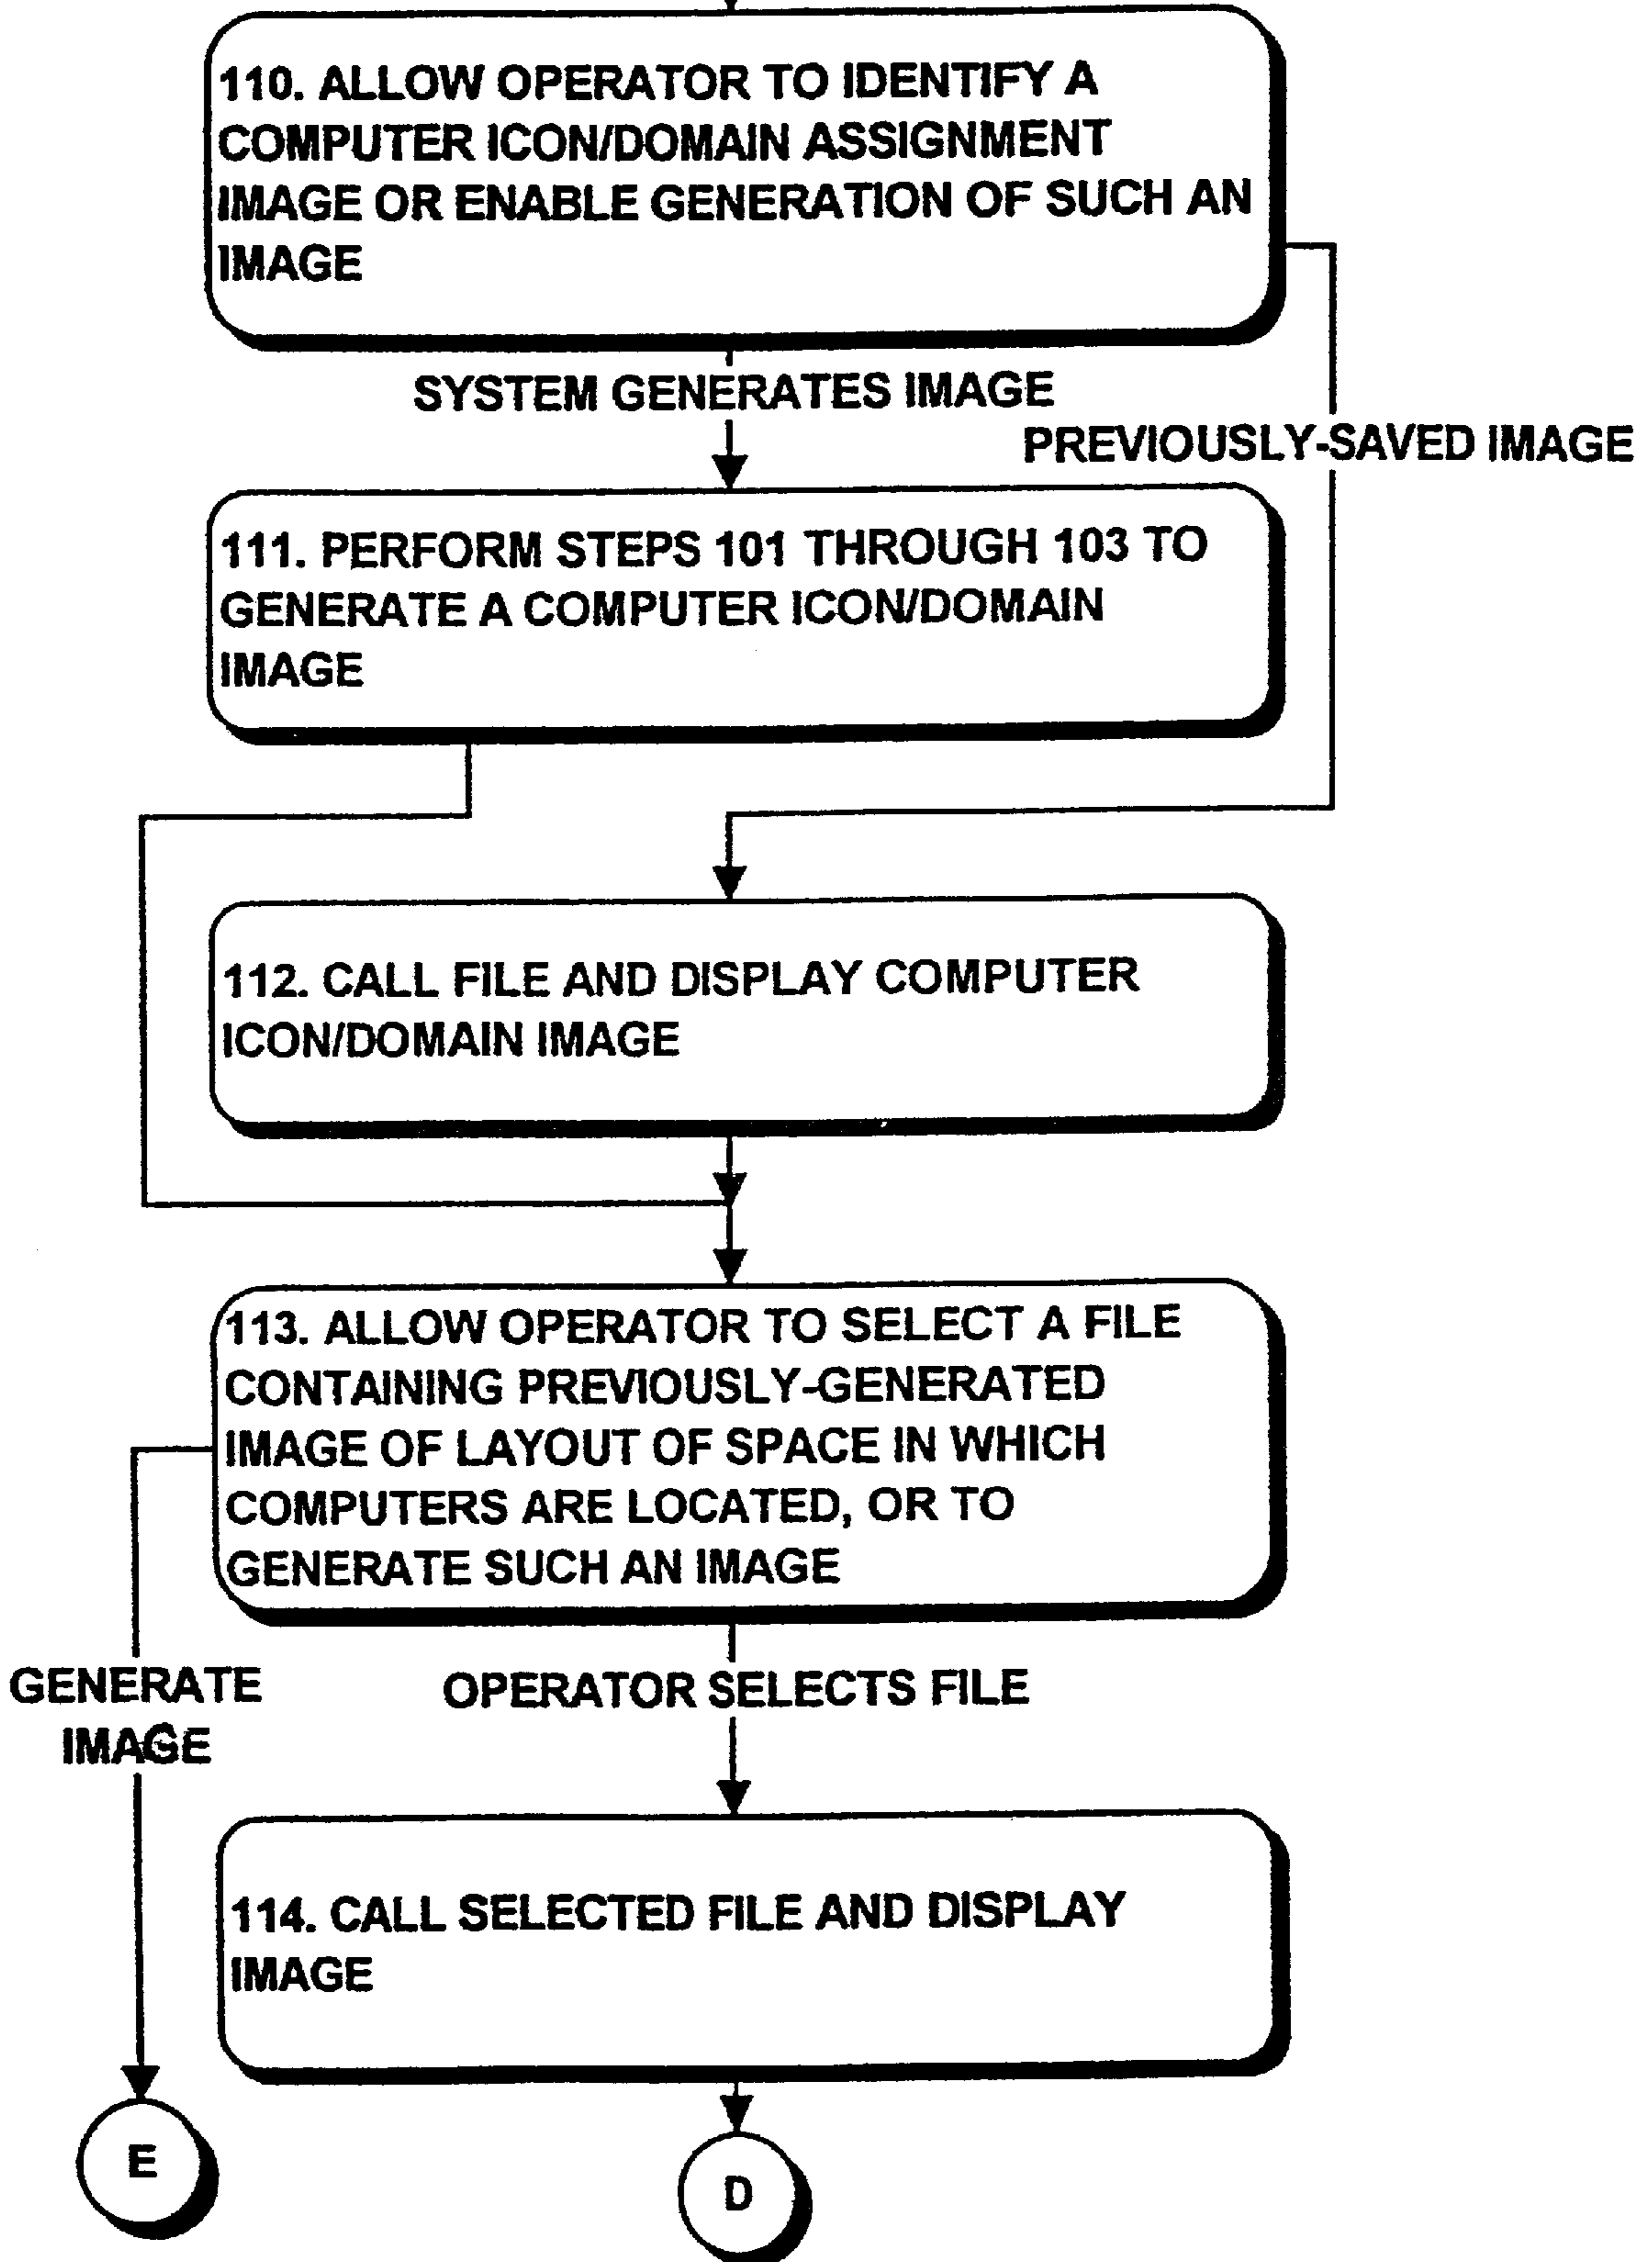 110. ALLOW OPERATOR TO IDENTIFY A
COMPUTER ICON/DOMAIN ASSIGNMENT
IMAGE OR ENABLE GENERATION OF SUCH AN
IMAGE
SYSTEM GENERATES IMAGE
PREVIOUSLY-SAVED IMAGE
111. PERFORM STEPS 101 THROUGH 103 TO
GENERATE A COMPUTER ICON/DOMAIN
IMAGE
112. CALL FILE AND DISPLAY COMPUTER
ICON/DOMAIN IMAGE
113. ALLOW OPERATOR TO SELECT A FILE
CONTAINING PREVIOUSLY-GENERATED
IMAGE OF LAYOUT OF SPACE IN WHICH
COMPUTERS ARE LOCATED, OR TO
GENERATE SUCH AN IMAGE
GENERATE
IMAGE
OPERATOR SELECTS FILE
114. CALL SELECTED FILE AND DISPLAY
IMAGE
E
D